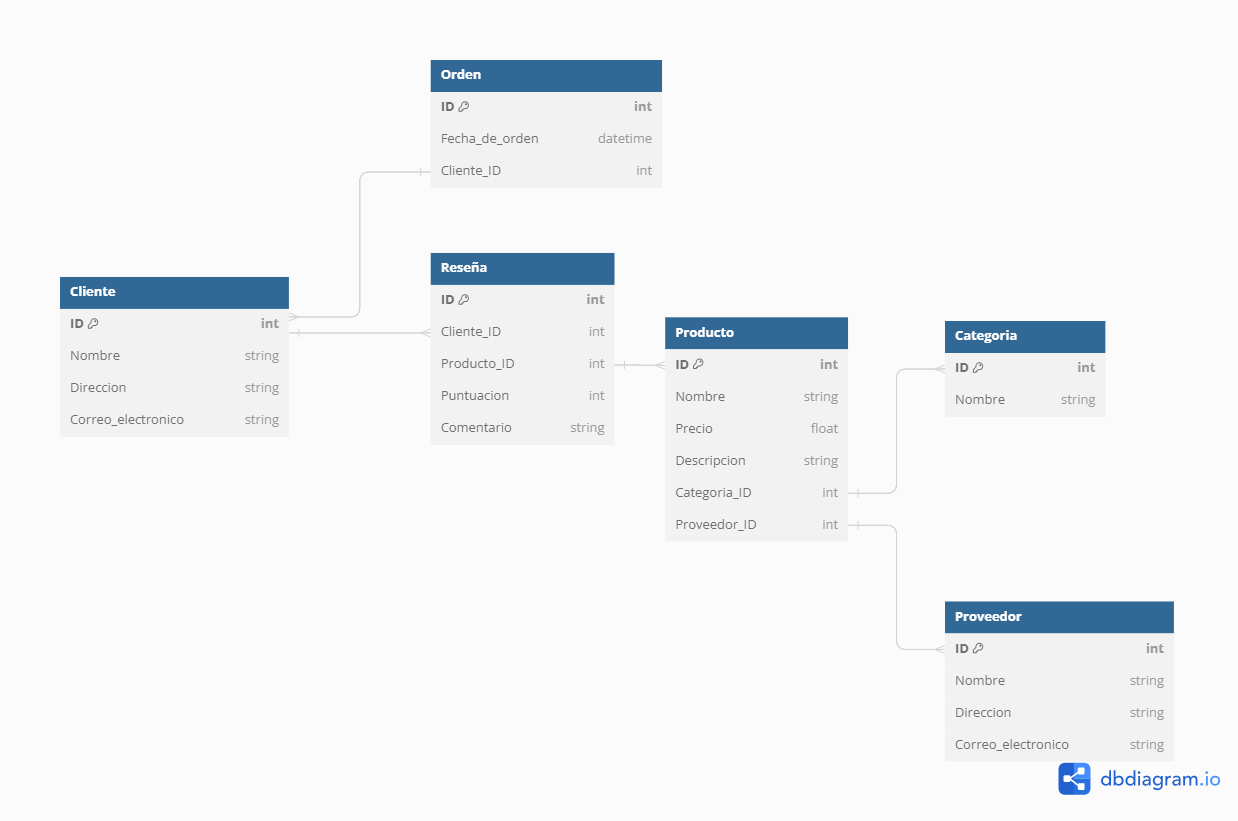 Orden
ID int
Fecha_de_orden datetime
Cliente_ID int
Cliente
ID int
Nombre string
Direccion string
Correo_electronico string
Reseña
ID int
Cliente_ID int
Producto_ID int
Puntuacion int
Comentario string
Producto
ID int
Nombre string
Precio float
Descripcion string
Categoria_ID int
Proveedor_ID int
Categoria
ID int
Nombre string
Proveedor
ID int
Nombre string
Direccion string
Correo_electronico string
dbdiagram.io